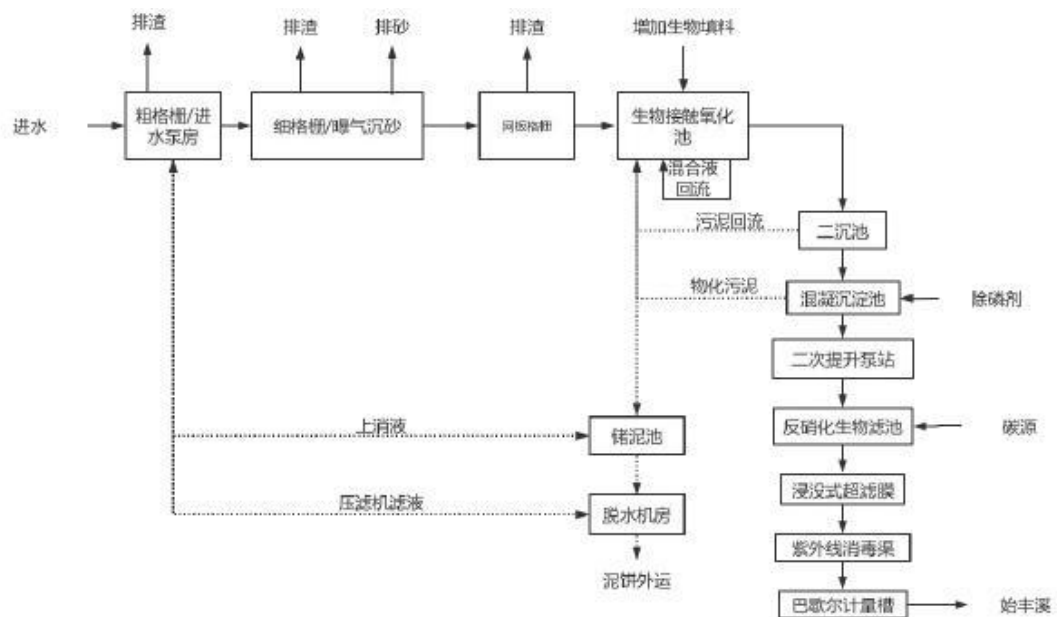 排渣
排渣
排砂
排渣
增加生物填料
进水
粗格栅/进
水泵房
细格栅/曝气沉砂
网板格栅
生物接触氧化
池
混合液
回流
污泥回流
二沉池
物化污泥
混凝沉淀池
除磷剂
二次提升泵站
上消液
储泥池
反硝化生物滤池
碳源
浸没式超滤膜
压滤机滤液
脱水机房
紫外线消毒渠
泥饼外运
巴歇尔计量槽
始丰溪